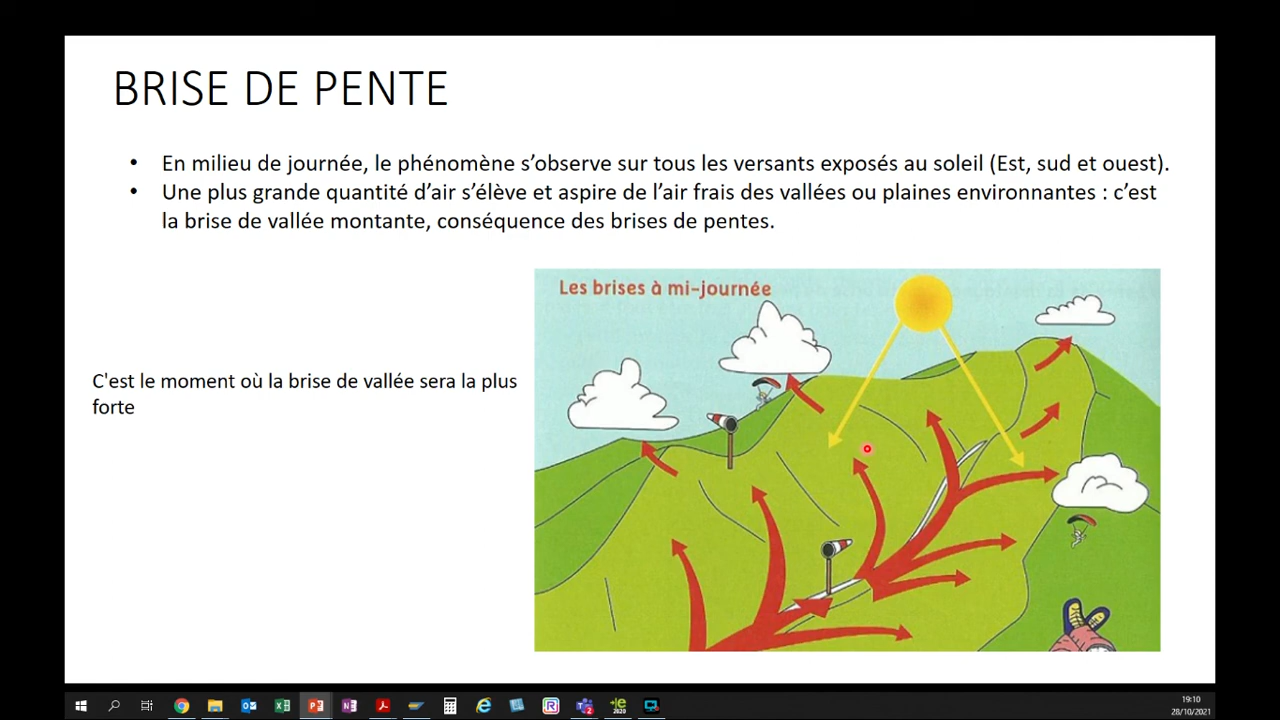 BRISE DE PENTE
• En milieu de journée, le phénomène s’observe sur tous les versants exposés au soleil (Est, sud et ouest).
• Une plus grande quantité d’air s’élève et aspire de l’air frais des vallées ou plaines environnantes : c’est
la brise de vallée montante, conséquence des brises de pentes.
Les brises à mi-journée
C'est le moment où la brise de vallée sera la plus
forte
19:10
28/10/2021